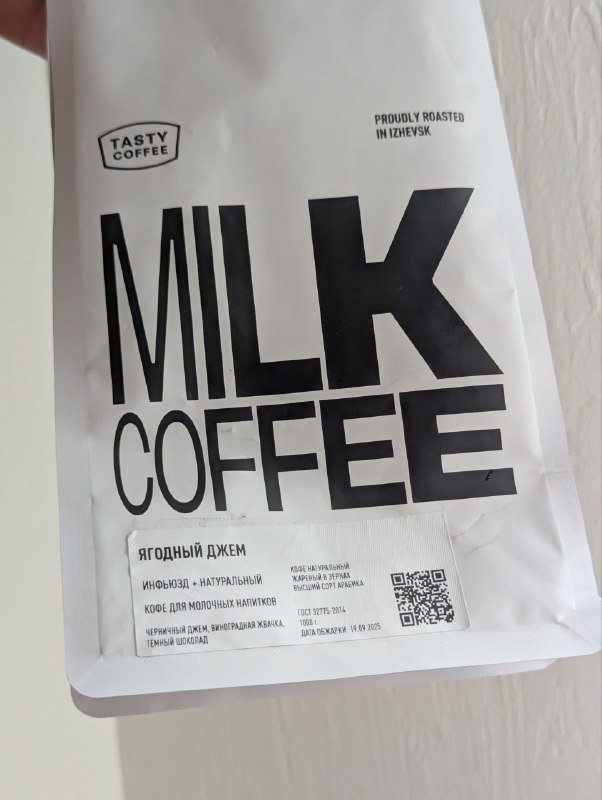 TASTY
COFFEE
PROUDLY ROASTED
IN IZHEVSK
MILK
COFFEE
ЯГОДНЫЙ ДЖЕМ
ИНФЬЮЗД + НАТУРАЛЬНЫЙ
КОФЕ ДЛЯ МОЛОЧНЫХ НАПИТКОВ
ЧЕРНИЧНЫЙ ДЖЕМ, ВИНОГРАДНАЯ ЖВАЧКА,
ТЁМНЫЙ ШОКОЛАД
КОФЕ НАТУРАЛЬНЫЙ
ЖАРЕНЫЙ В ЗЕРНАХ
ВЫСШИЙ СОРТ АРАБИКА
ГОСТ 32775-2014
1000 г
ДАТА ОБЖАРКИ: 19.09.2025